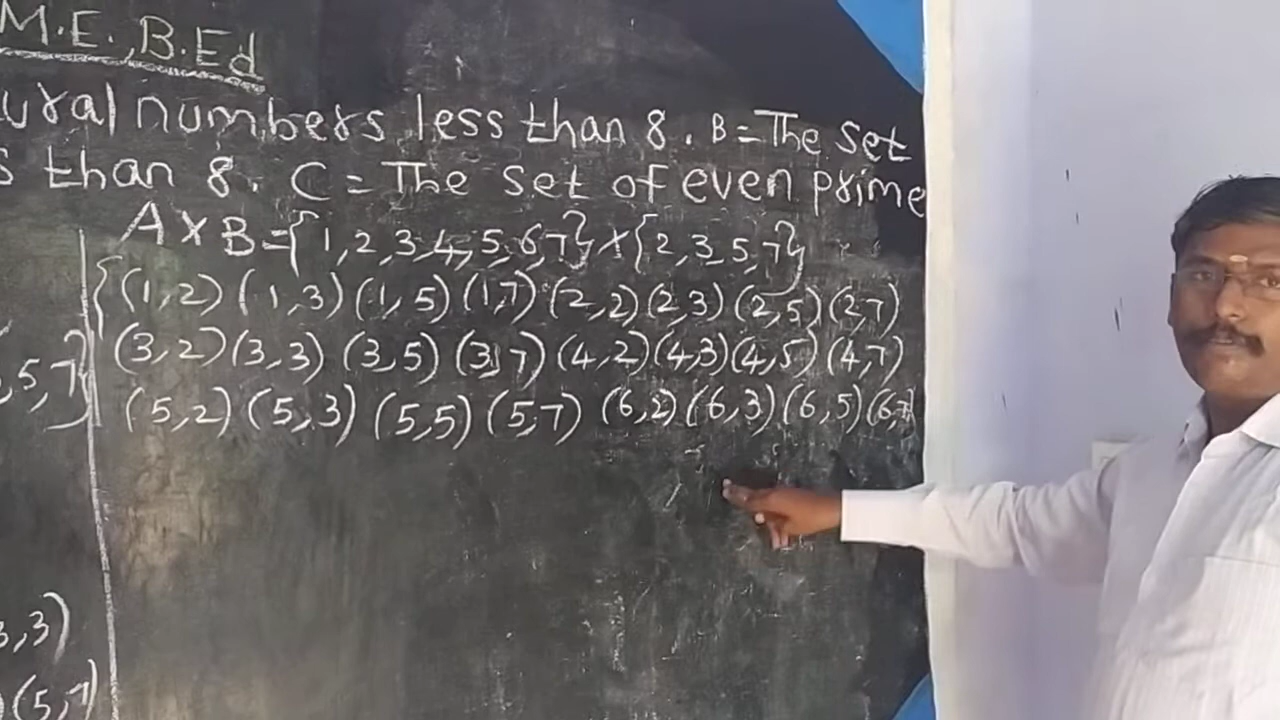 M.E., B.Ed
ural numbers less than 8. B = The set
s than 8. C = The set of even prime
A X B = {1,2,3,4,5,6,7} X {2,3,5,7}
{(1,2) (1,3) (1,5) (1,7) (2,2) (2,3) (2,5) (2,7)
(3,2) (3,3) (3,5) (3,7) (4,2) (4,3) (4,5) (4,7)
,5,7}
(5,2) (5,3) (5,5) (5,7) (6,2) (6,3) (6,5) (6,7)
3,3)
) (5,7)